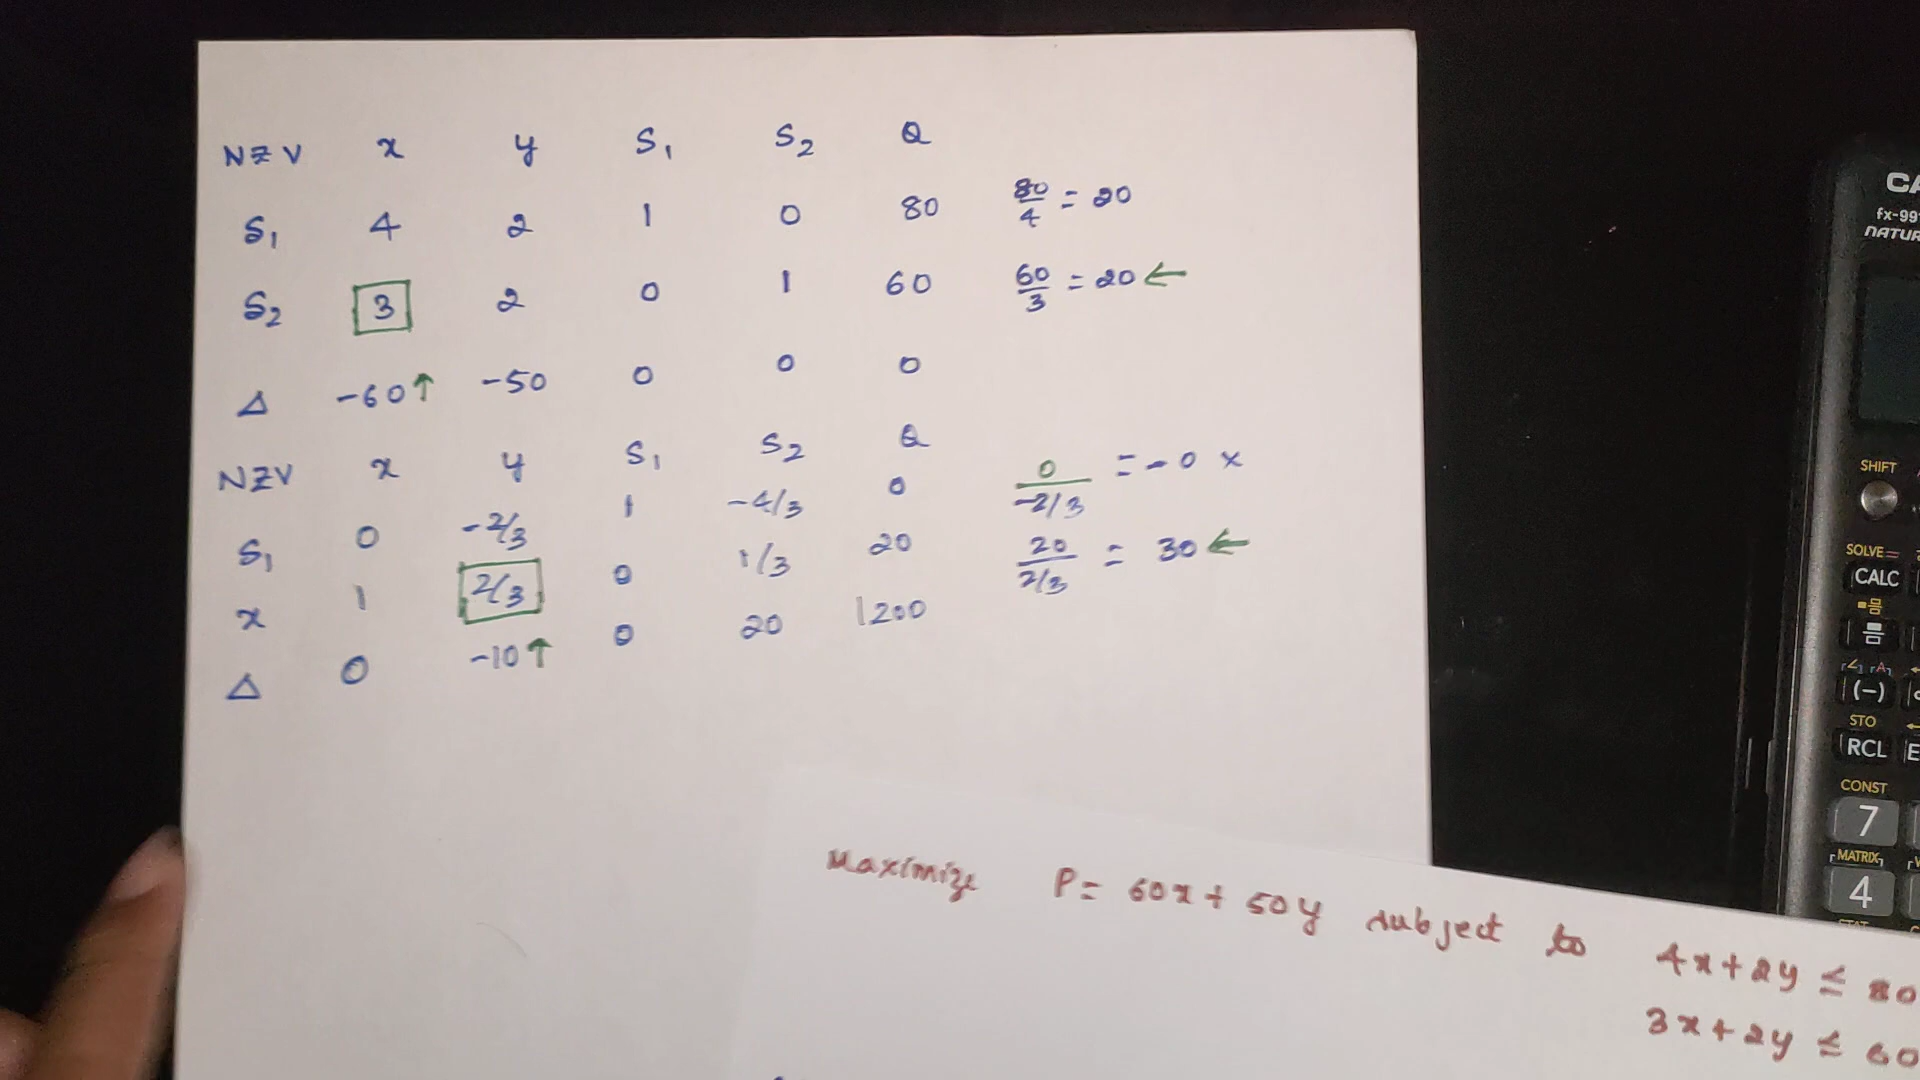 NZV x y S1 S2 Q
S1 4 2 1 0 80 80/4 = 20
S2 3 2 0 1 60 60/3 = 20 ←
Δ -60↑ -50 0 0 0
NZV x y S1 S2 Q
S1 0 -2/3 1 -4/3 0 0/-2/3 = -0 x
x 1 2/3 0 1/3 20 20/2/3 = 30 ←
Δ 0 -10↑ 0 20 1200
Maximize P = 60x + 50y subject to 4x + 2y ≤ 80
3x + 2y ≤ 60
CA
fx-99
NATUR
SHIFT
SOLVE=
CALC
(-)
STO
RCL E
CONST
7
MATRIX
4